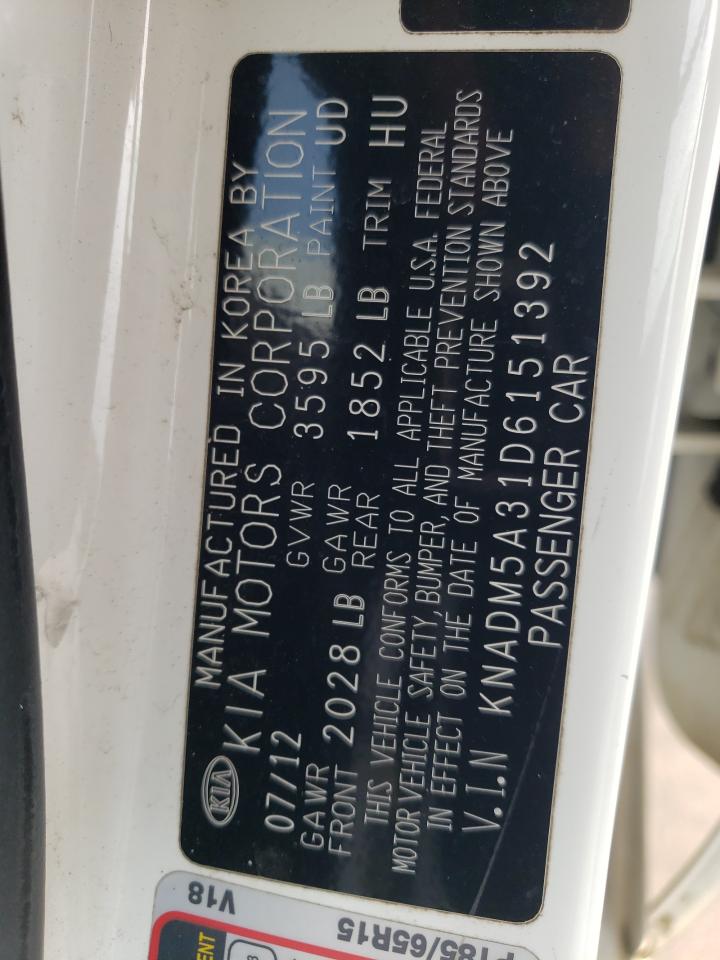 MANUFACTURED IN KOREA BY
KIA KIA MOTORS CORPORATION
07/12 GVWR 3595 LB PAINT UD
GAWR FRONT 2028 LB GAWR REAR 1852 LB TRIM HU
THIS VEHICLE CONFORMS TO ALL APPLICABLE U.S.A. FEDERAL
MOTOR VEHICLE SAFETY, BUMPER, AND THEFT PREVENTION STANDARDS
IN EFFECT ON THE DATE OF MANUFACTURE SHOWN ABOVE
V.I.N KNADM5A31D6151392
PASSENGER CAR
V18
P185/65R15